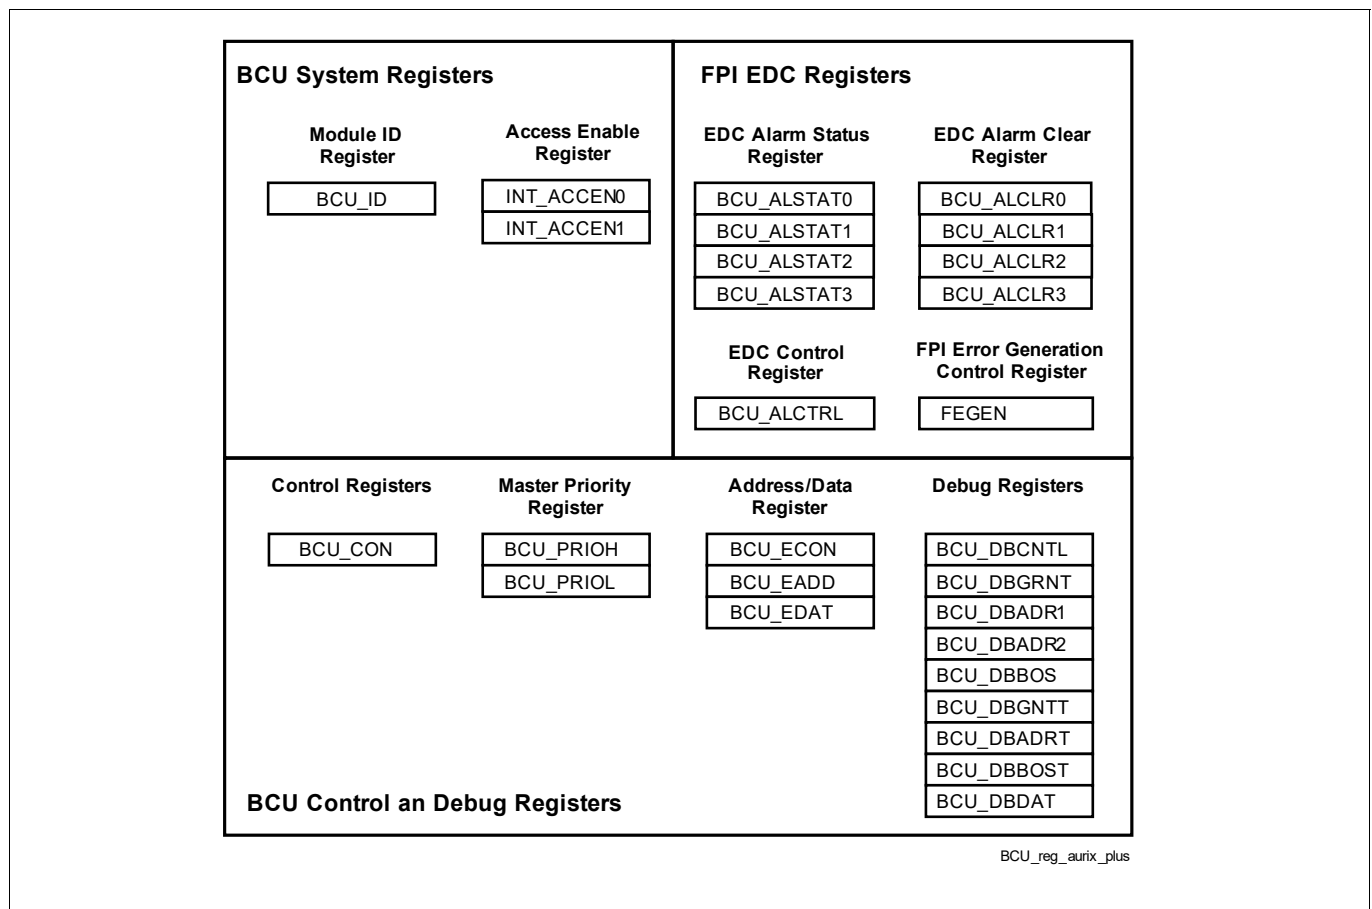 BCU System Registers
Module ID
Register
BCU_ID
Access Enable
Register
INT_ACCEN0
INT_ACCEN1
FPI EDC Registers
EDC Alarm Status
Register
BCU_ALSTAT0
BCU_ALSTAT1
BCU_ALSTAT2
BCU_ALSTAT3
EDC Alarm Clear
Register
BCU_ALCLR0
BCU_ALCLR1
BCU_ALCLR2
BCU_ALCLR3
EDC Control
Register
BCU_ALCTRL
FPI Error Generation
Control Register
FEGEN
Control Registers
BCU_CON
Master Priority
Register
BCU_PRIOH
BCU_PRIOL
Address/Data
Register
BCU_ECON
BCU_EADD
BCU_EDAT
Debug Registers
BCU_DBCNTL
BCU_DBGRNT
BCU_DBADR1
BCU_DBADR2
BCU_DBBOS
BCU_DBGNTT
BCU_DBADRT
BCU_DBBOST
BCU_DBDAT
BCU Control an Debug Registers
BCU_reg_aurix_plus